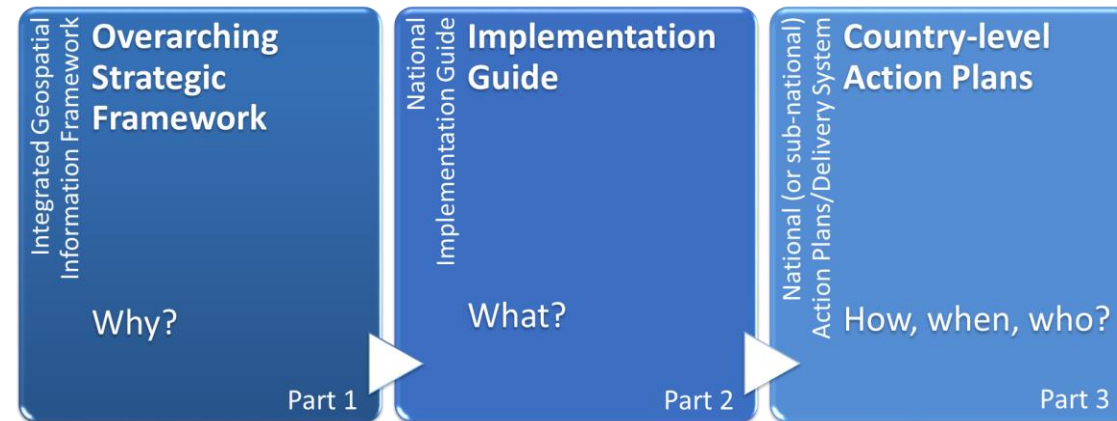 Integrated Geospatial
Information Framework
Overarching
Strategic
Framework
Why?
Part 1
National
Implementation Guide
Implementation
Guide
What?
Part 2
National (or sub-national)
Action Plans/Delivery System
Country-level
Action Plans
How, when, who?
Part 3